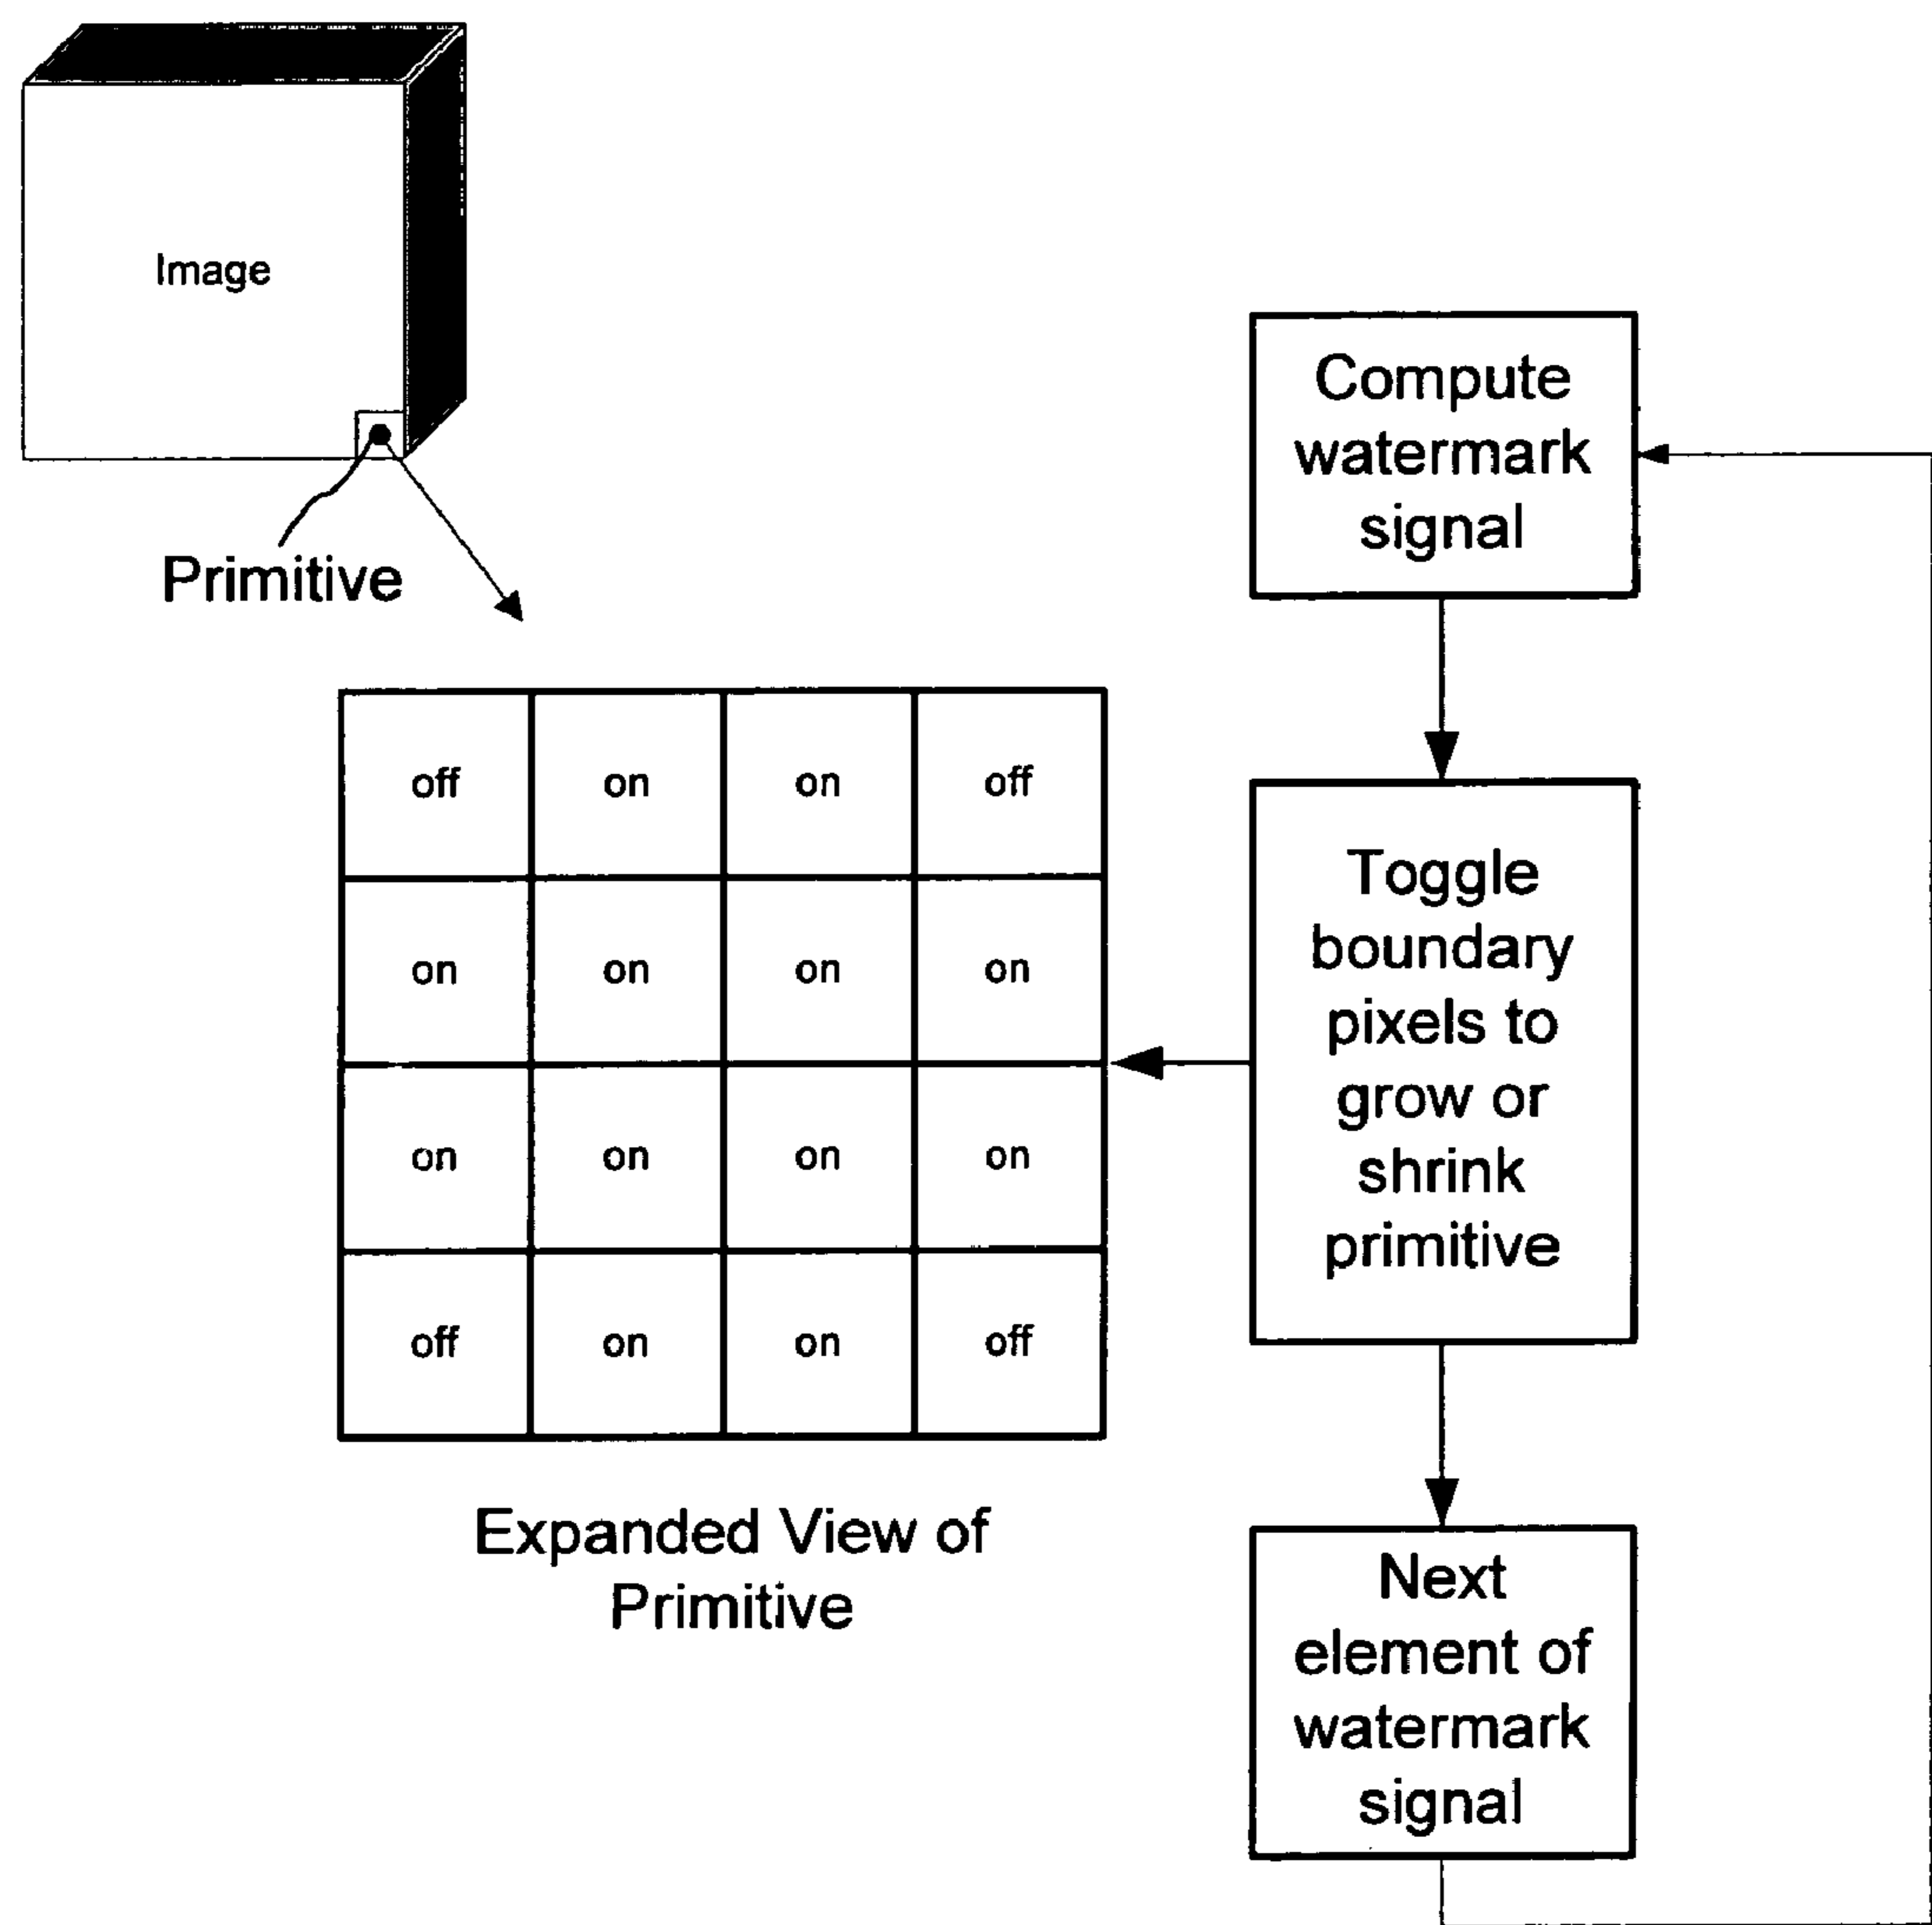 Image
Primitive
Compute
watermark
signal
off on on off
on on on on
on on on on
off on on off
Toggle
boundary
pixels to
grow or
shrink
primitive
Expanded View of
Primitive
Next
element of
watermark
signal